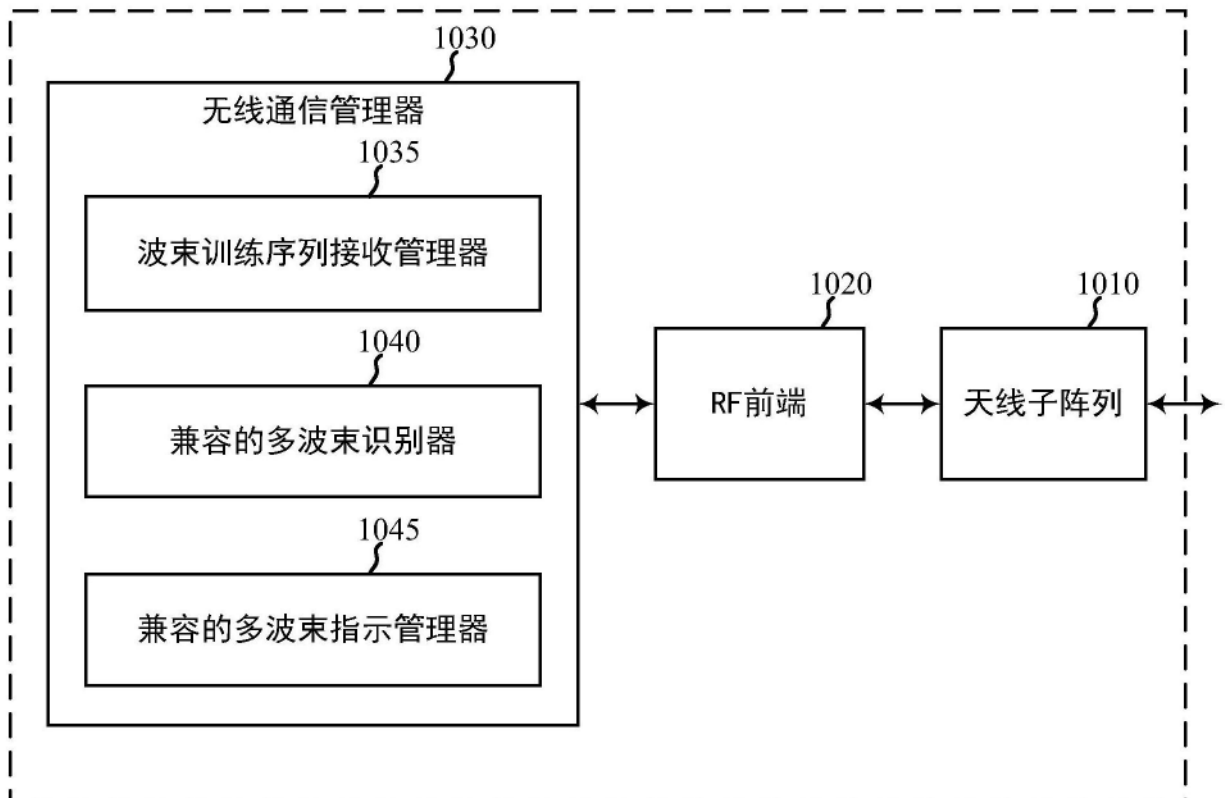 1030
无线通信管理器
1035
波束训练序列接收管理器
1040
兼容的多波束识别器
1045
兼容的多波束指示管理器
1020
RF前端
1010
天线子阵列